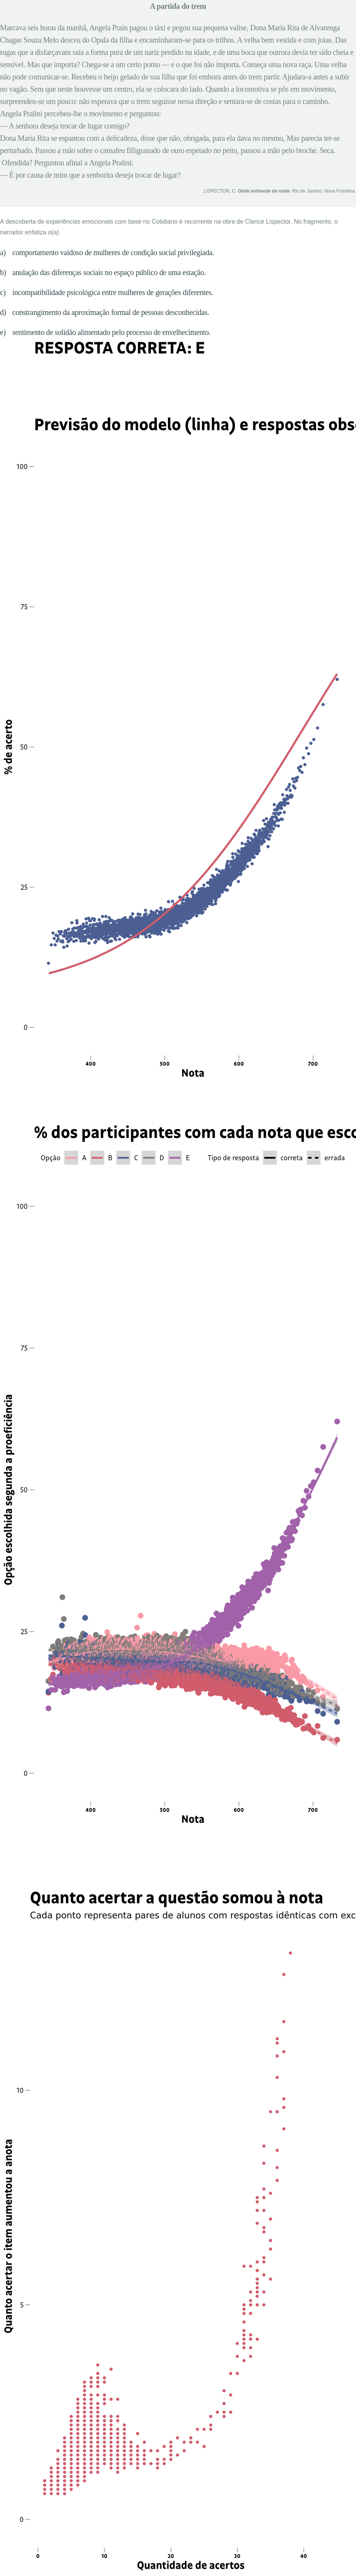 A partida do trem
Marcava seis horas da manhã, Angela Prain pagou o táxi e pegou sua pequena valise, Dona Maria Rita de Alvarenga
Chagas Souza Melo desceu do Opala da filha e encaminharam-se para os trilhos. A velha bem vestida e com joias. Das
rugas que a disfarçavam saía a forma pura de um nariz perdido na idade, e de uma boca que outrora devia ter sido cheia e
sensível. Mas que importa? Chega-se a um certo ponto — e o que foi não importa. Começa uma nova raça. Uma velha
não pode comunicar-se. Recebeu o beijo gelado de sua filha que foi embora antes do trem partir. Ajudara-a antes a subir
no vagão. Sem que neste houvesse um centro, ela se colocara do lado. Quando a locomotiva se pôs em movimento,
surpreendeu-se um pouco: não esperava que o trem seguisse nessa direção e sentara-se de costas para o caminho.
Angela Pralini percebeu-lhe o movimento e perguntou:
— A senhora deseja trocar de lugar comigo?
Dona Maria Rita se espantou com a delicadeza, disse que não, obrigada, para ela dava no mesmo, Mas parecia ter-se
perturbado. Passou a mão sobre o camafeu filigranado de ouro espetado no peito, passou a mão pelo broche. Seca.
Ofendida? Perguntou afinal a Angela Pralini:
— É por causa de mim que a senhorita deseja trocar de lugar?
LISPECTOR, C. Onde estivente de noite. Rio de Janeiro. Nova Fronteira,
A descoberta de experiências emocionais com base no Cotidiano é recorrente na obra de Clarice Lispector. No fragmento, o
narrador enfatiza o(a)
a) comportamento vaidoso de mulheres de condição social privilegiada.
b) anulação das diferenças sociais no espaço público de uma estação.
c) incompatibilidade psicológica entre mulheres de gerações diferentes.
d) constrangimento da aproximação formal de pessoas desconhecidas.
e) sentimento de solidão alimentado pelo processo de envelhecimento.
RESPOSTA CORRETA: E
Previsão do modelo (linha) e respostas obs
100
75
50
25
0
% de acerto
400 500 600 700
Nota
% dos participantes com cada nota que esco
Opção A B C D E Tipo de resposta correta errada
100
75
50
25
0
Opção escolhida segunda a proeficiência
400 500 600 700
Nota
Quanto acertar a questão somou à nota
Cada ponto representa pares de alunos com respostas idênticas com exc
10
5
0
Quanto acertar o item aumentou a anota
0 10 20 30 40
Quantidade de acertos